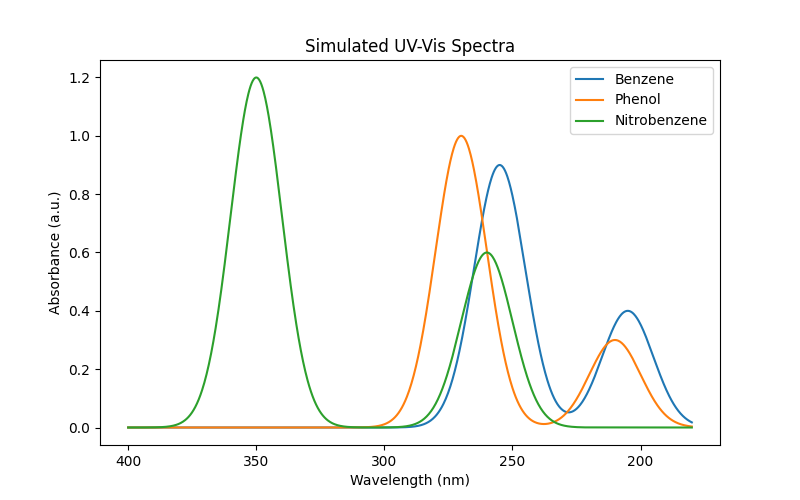 Simulated UV-Vis Spectra
Benzene
Phenol
Nitrobenzene
Absorbance (a.u.)
1.2
1.0
0.8
0.6
0.4
0.2
0.0
400 350 300 250 200
Wavelength (nm)